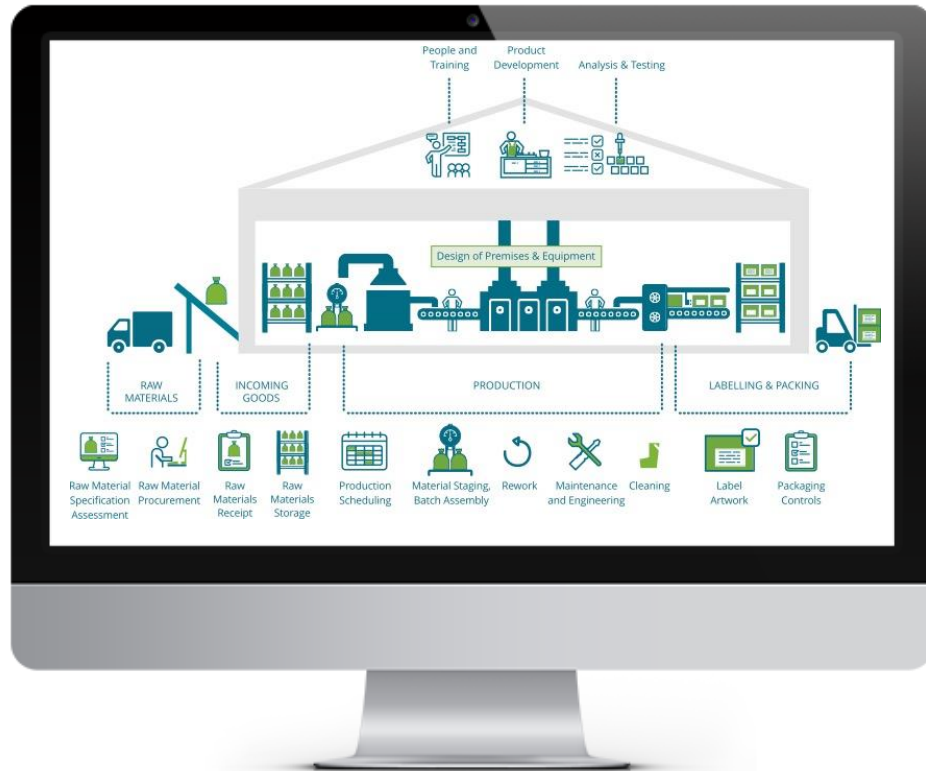 People and
Training
Product
Development
Analysis & Testing
Design of Premises & Equipment
RAW
MATERIALS
INCOMING
GOODS
PRODUCTION
LABELLING & PACKING
Raw Material
Specification
Assessment
Raw Material
Procurement
Raw
Materials
Receipt
Raw
Materials
Storage
Production
Scheduling
Material Staging,
Batch Assembly
Rework
Maintenance
and Engineering
Cleaning
Label
Artwork
Packaging
Controls